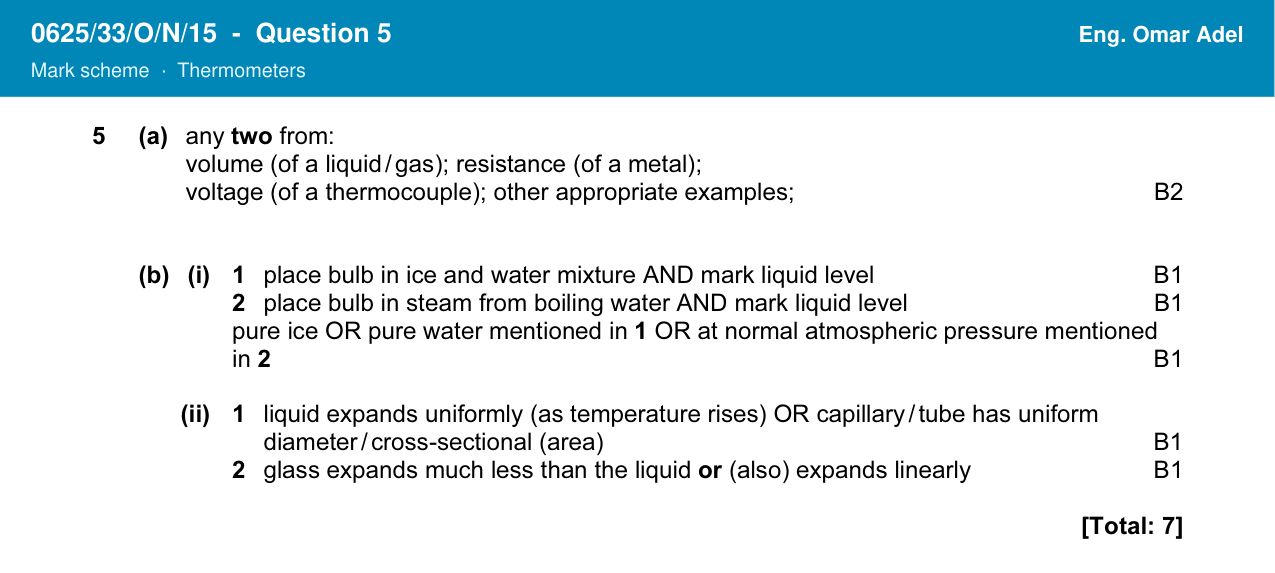 0625/33/O/N/15 - Question 5
Eng. Omar Adel
Mark scheme · Thermometers
5 (a) any two from:
volume (of a liquid/gas); resistance (of a metal);
voltage (of a thermocouple); other appropriate examples; B2
(b) (i) 1 place bulb in ice and water mixture AND mark liquid level B1
2 place bulb in steam from boiling water AND mark liquid level B1
pure ice OR pure water mentioned in 1 OR at normal atmospheric pressure mentioned
in 2 B1
(ii) 1 liquid expands uniformly (as temperature rises) OR capillary/tube has uniform
diameter/cross-sectional (area) B1
2 glass expands much less than the liquid or (also) expands linearly B1
[Total: 7]